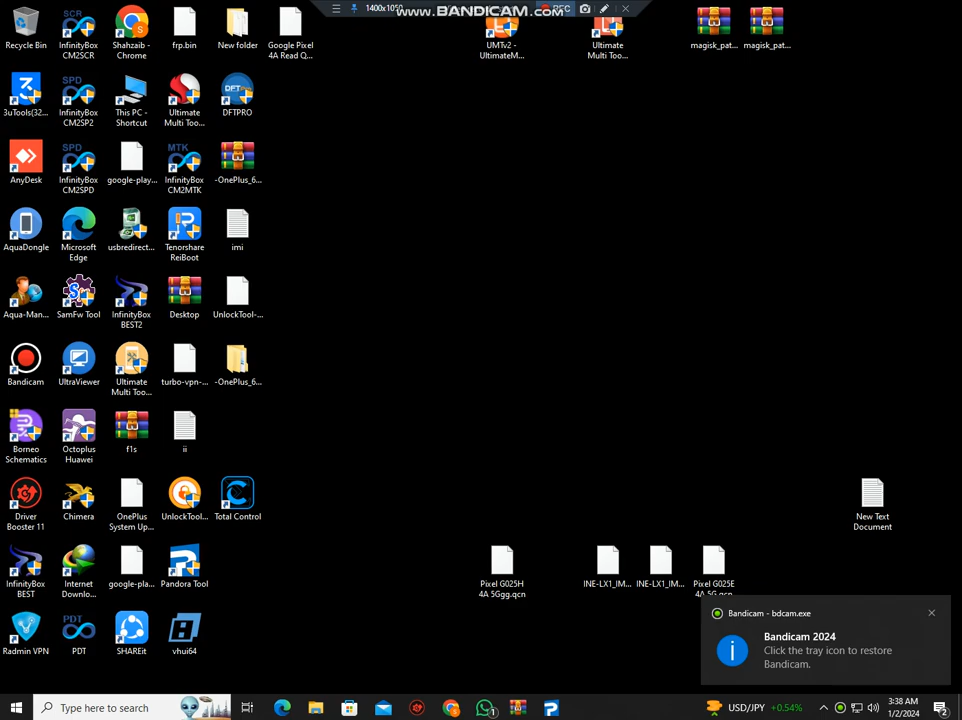 1400x1050
www.BANDICAM.com
REC
Recycle Bin
InfinityBox CM2SCR
Shahzaib - Chrome
frp.bin
New folder
Google Pixel 4A Read Q...
UMTv2 - UltimateM...
Ultimate Multi Too...
magisk_pat...
magisk_pat...
3uTools(32...
InfinityBox CM2SP2
This PC - Shortcut
Ultimate Multi Too...
DFTPRO
AnyDesk
InfinityBox CM2SPD
google-play...
InfinityBox CM2MTK
-OnePlus_6...
AquaDongle
Microsoft Edge
usbredirect...
Tenorshare ReiBoot
imi
Aqua-Man...
SamFw Tool
InfinityBox BEST2
Desktop
UnlockTool-...
Bandicam
UltraViewer
Ultimate Multi Too...
turbo-vpn-...
-OnePlus_6...
Borneo Schematics
Octoplus Huawei
f1s
ii
Driver Booster 11
Chimera
OnePlus System Up...
UnlockTool...
Total Control
New Text Document
InfinityBox BEST
Internet Downlo...
google-pla...
Pandora Tool
Pixel G025H 4A 5Ggg.qcn
INE-LX1_IM...
INE-LX1_IM...
Pixel G025E 4A 5G.qcn
Radmin VPN
PDT
SHAREit
vhui64
Bandicam - bdcam.exe
Bandicam 2024
Click the tray icon to restore
Bandicam.
Type here to search
USD/JPY +0.54%
3:38 AM
1/2/2024